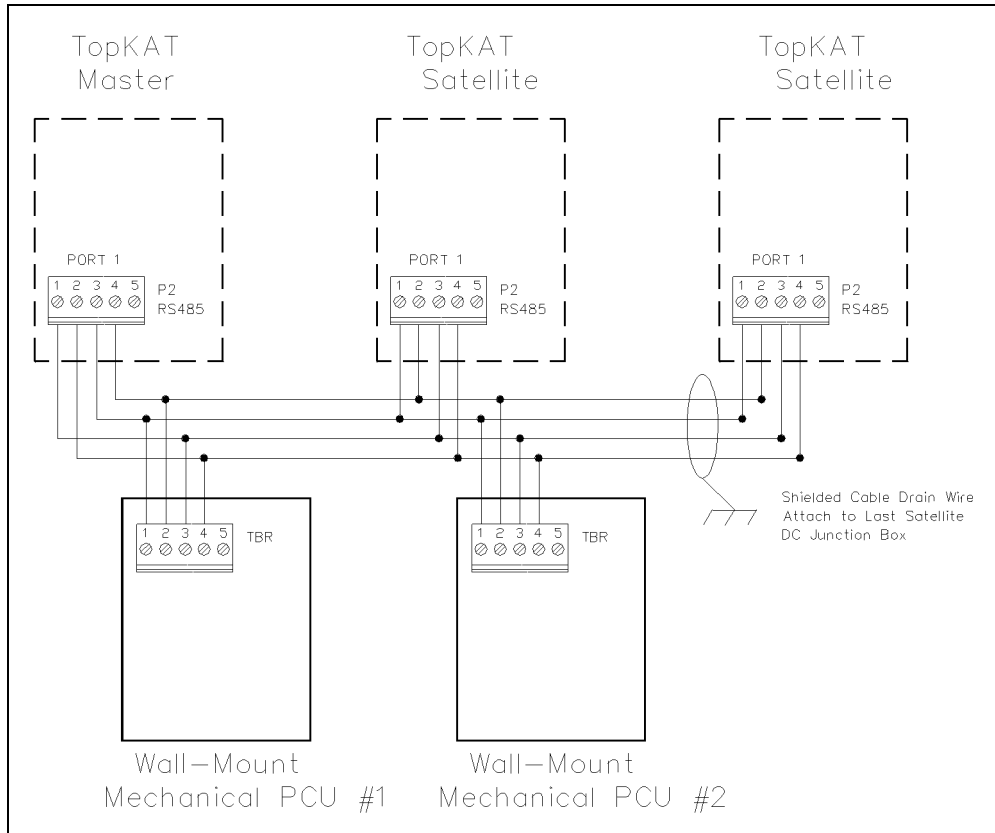 TopKAT
Master
TopKAT
Satellite
TopKAT
Satellite
PORT 1
1 2 3 4 5
P2
RS485
PORT 1
1 2 3 4 5
P2
RS485
PORT 1
1 2 3 4 5
P2
RS485
Shielded Cable Drain Wire
Attach to Last Satellite
DC Junction Box
1 2 3 4 5
TBR
1 2 3 4 5
TBR
Wall-Mount
Mechanical PCU #1
Wall-Mount
Mechanical PCU #2